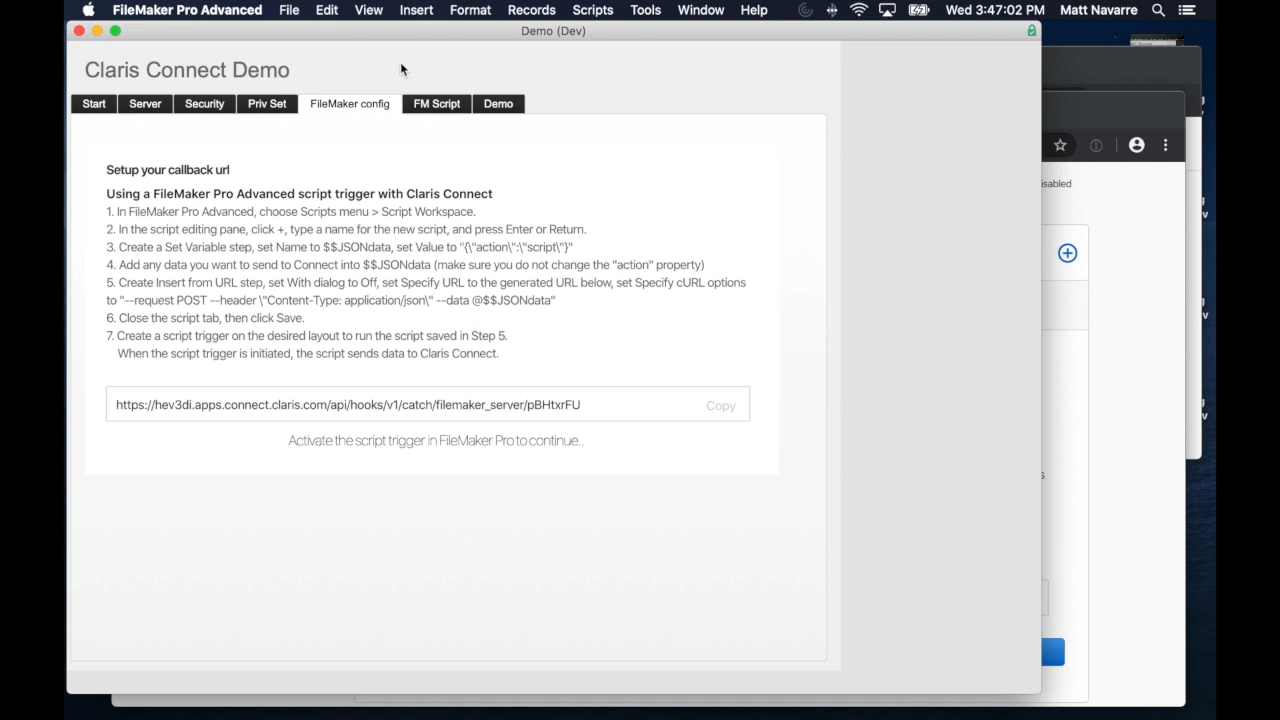 FileMaker Pro Advanced File Edit View Insert Format Records Scripts Tools Window Help Wed 3:47:02 PM Matt Navarre
Demo (Dev)
Claris Connect Demo
Start Server Security Priv Set FileMaker config FM Script Demo
Setup your callback url
Using a FileMaker Pro Advanced script trigger with Claris Connect
1. In FileMaker Pro Advanced, choose Scripts menu > Script Workspace.
2. In the script editing pane, click +, type a name for the new script, and press Enter or Return.
3. Create a Set Variable step, set Name to $$JSONdata, set Value to "{\"action\":\"script\"}"
4. Add any data you want to send to Connect into $$JSONdata (make sure you do not change the "action" property)
5. Create Insert from URL step, set With dialog to Off, set Specify URL to the generated URL below, set Specify cURL options
to "--request POST --header \"Content-Type: application/json\" --data @$$JSONdata"
6. Close the script tab, then click Save.
7. Create a script trigger on the desired layout to run the script saved in Step 5.
When the script trigger is initiated, the script sends data to Claris Connect.
https://hev3di.apps.connect.claris.com/api/hooks/v1/catch/filemaker_server/pBHtxrFU Copy
Activate the script trigger in FileMaker Pro to continue..
isabled